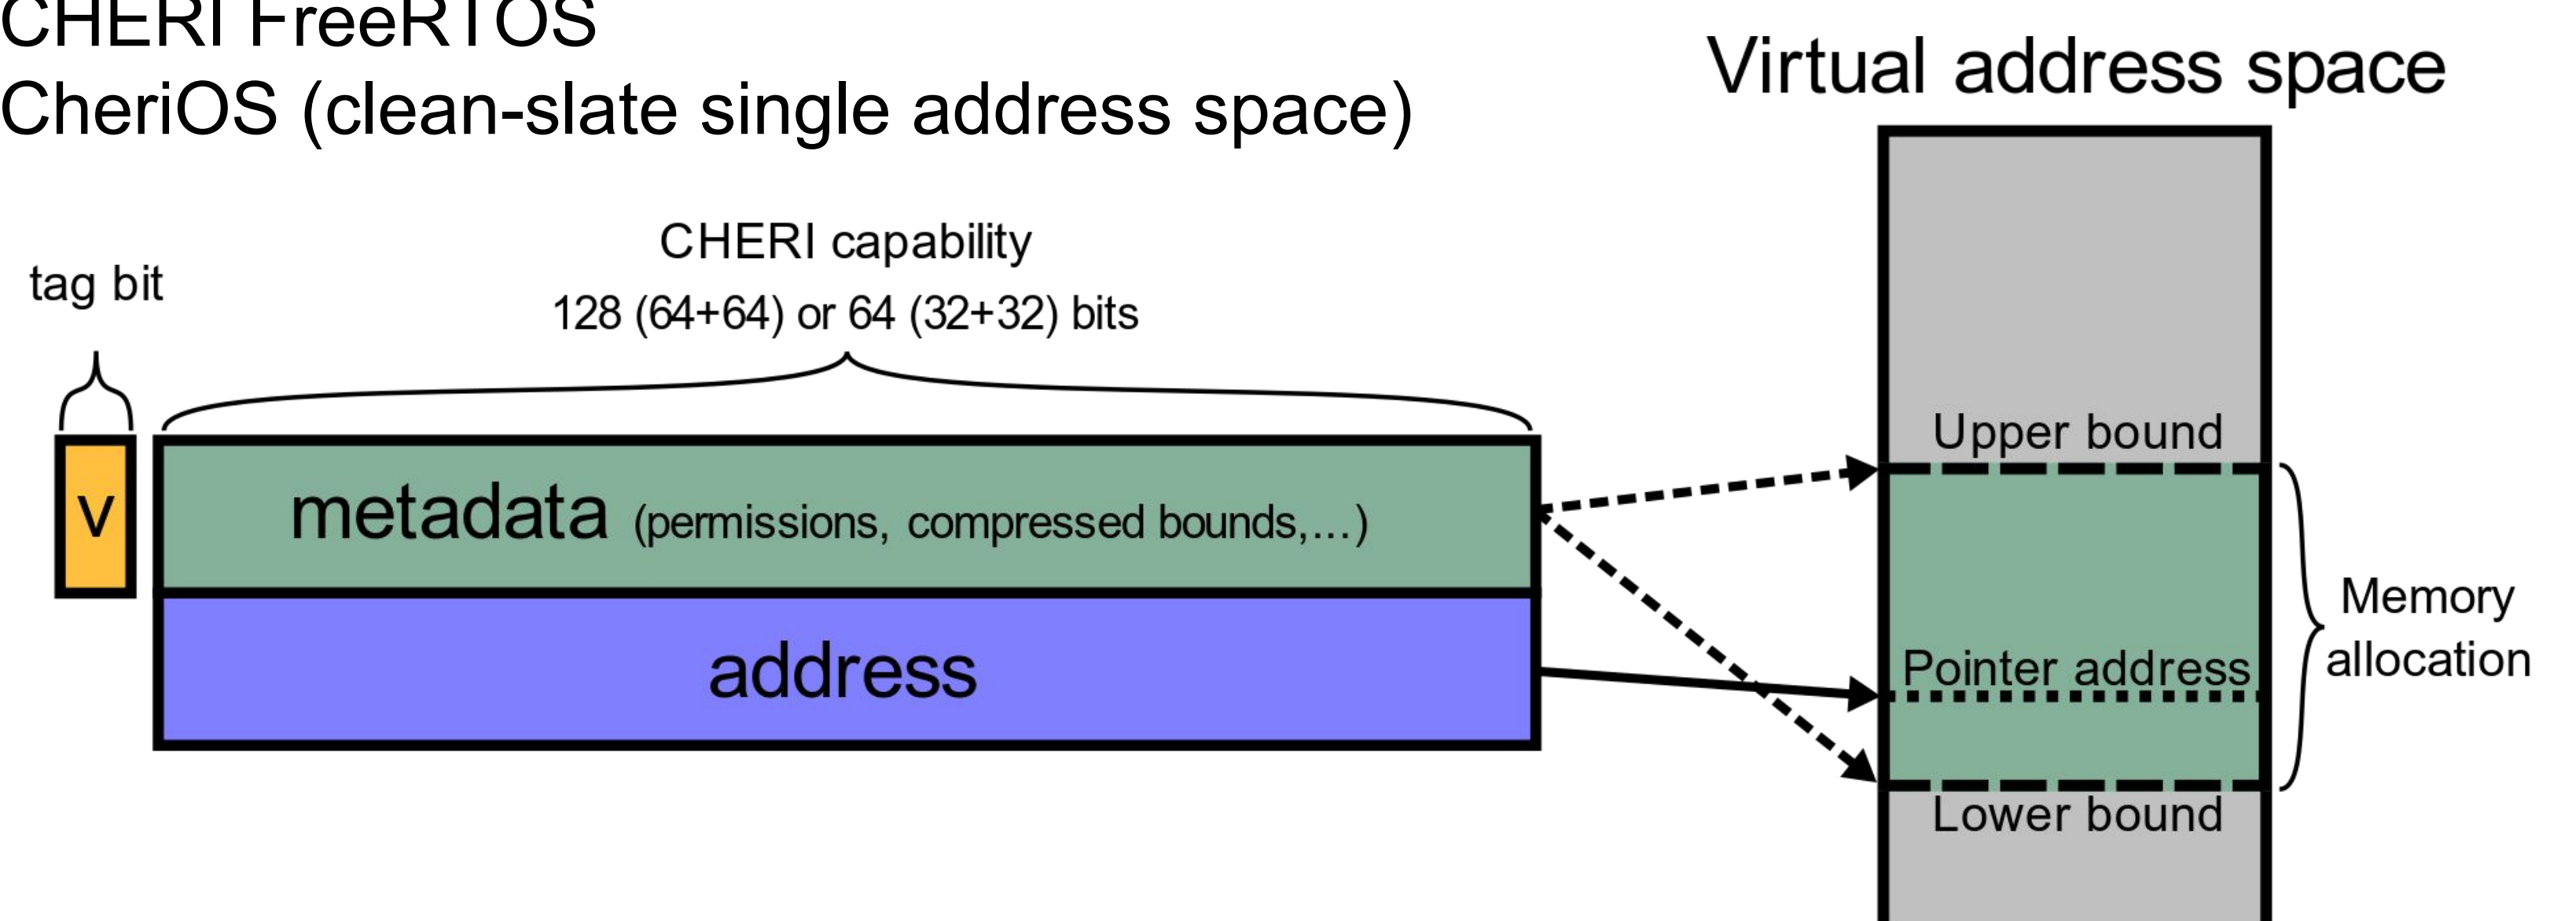 CHERI FreeRTOS
CheriOS (clean-slate single address space)
Virtual address space
CHERI capability
tag bit
128 (64+64) or 64 (32+32) bits
Upper bound
v
metadata (permissions, compressed bounds,...)
Memory
allocation
address
Pointer address
Lower bound